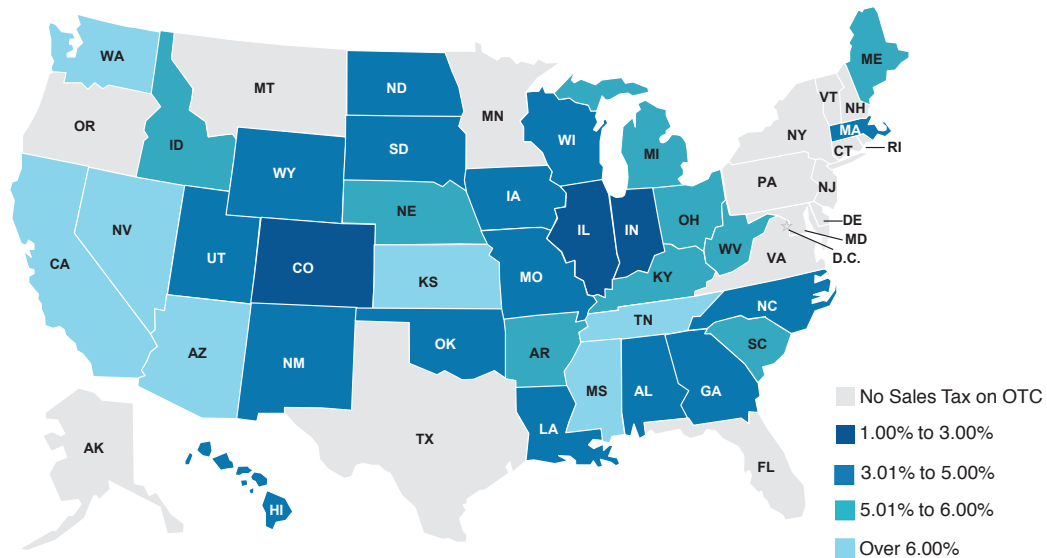 WA
MT
ND
MN
ME
VT
NH
OR
ID
SD
WI
NY
MA
MI
CT
RI
WY
IA
PA
NJ
NE
OH
DE
NV
IL
IN
WV
MD
D.C.
CA
UT
CO
KS
MO
KY
VA
NC
TN
AZ
NM
OK
AR
SC
MS
AL
GA
LA
TX
AK
FL
HI
No Sales Tax on OTC
1.00% to 3.00%
3.01% to 5.00%
5.01% to 6.00%
Over 6.00%